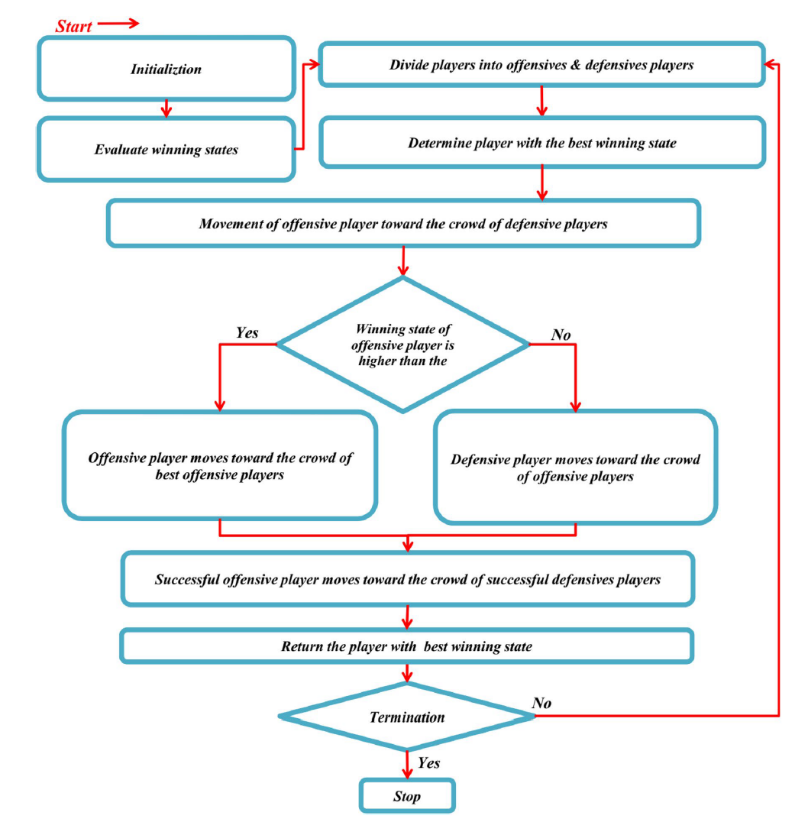 Start
Initializtion
Divide players into offensives & defensives players
Evaluate winning states
Determine player with the best winning state
Movement of offensive player toward the crowd of defensive players
Yes
Winning state of
offensive player is
higher than the
No
Offensive player moves toward the crowd of
best offensive players
Defensive player moves toward the crowd
of offensive players
Successful offensive player moves toward the crowd of successful defensives players
Return the player with best winning state
Termination
No
Yes
Stop